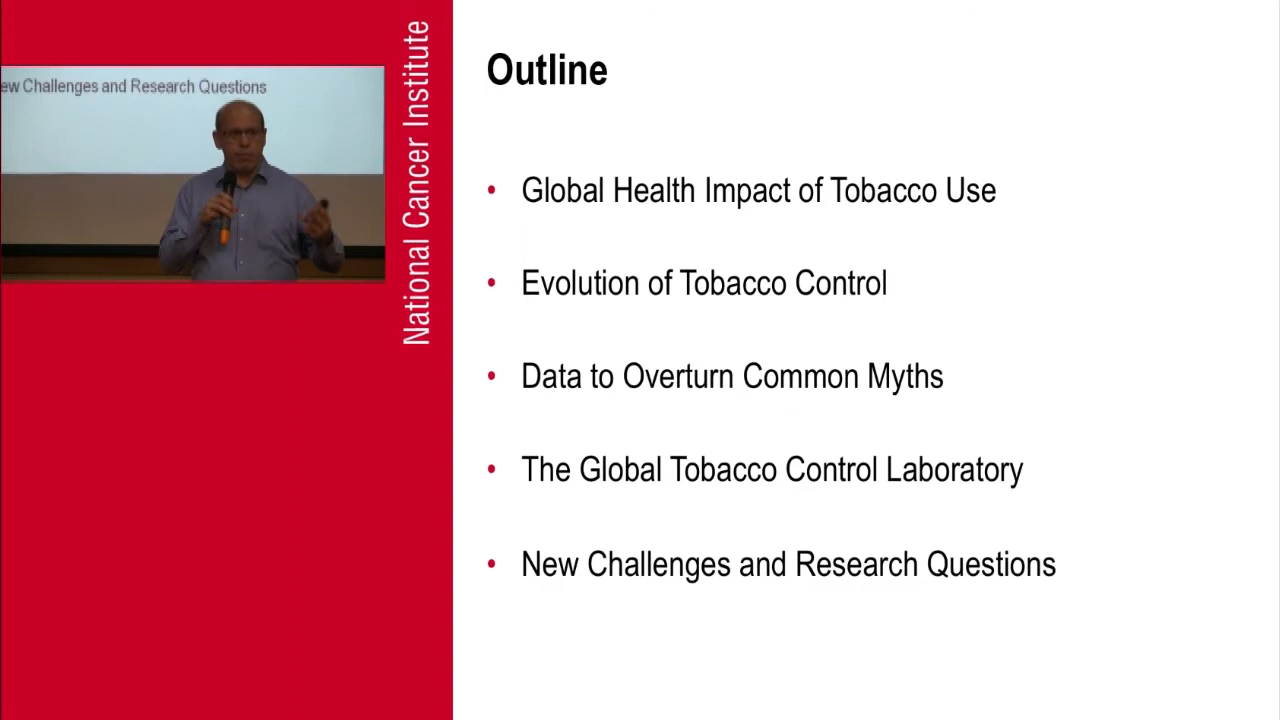 ew Challenges and Research Questions
National Cancer Institute
Outline
• Global Health Impact of Tobacco Use
• Evolution of Tobacco Control
• Data to Overturn Common Myths
• The Global Tobacco Control Laboratory
• New Challenges and Research Questions